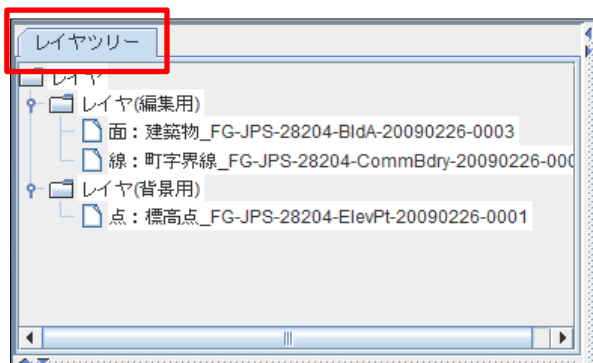 レイヤツリー
レイヤ
レイヤ(編集用)
面：建築物_FG-JPS-28204-BldA-20090226-0003
線：町字界線_FG-JPS-28204-CommBdry-20090226-000
レイヤ(背景用)
点：標高点_FG-JPS-28204-ElevPt-20090226-0001